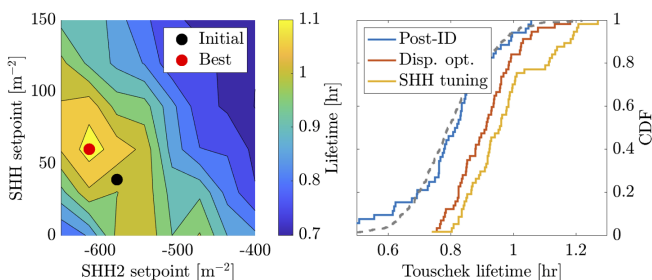 150
100
50
0
SHH setpoint [m⁻²]
-600
-500
-400
SHH2 setpoint [m⁻²]
Initial
Best
1.1
1
0.9
0.8
0.7
Lifetime [hr]
Post-ID
Disp. opt.
SHH tuning
0.6
0.8
1
1.2
Touschek lifetime [hr]
1
0.8
0.6
0.4
0.2
0
CDF